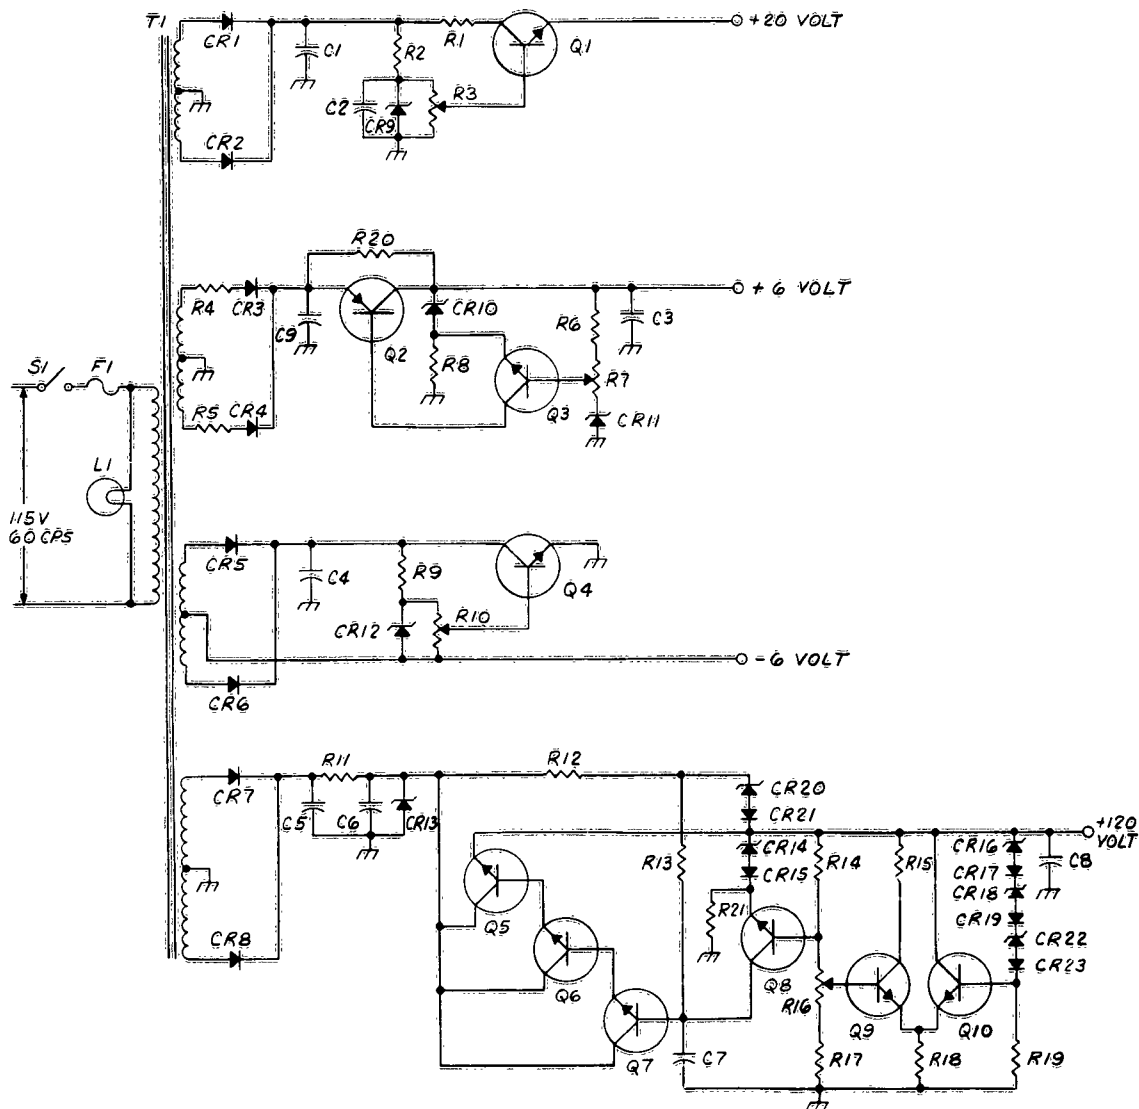 T1
CR1
C1
R2
R1
Q1
+20 VOLT
C2
CR9
R3
CR2
R20
R4
CR3
C9
Q2
CR10
R8
Q3
R6
R7
C3
+ 6 VOLT
CR11
R5
CR4
S1
F1
L1
115V
60 CPS
CR5
C4
R9
Q4
CR12
R10
- 6 VOLT
CR6
R11
R12
CR7
C5
C6
CR13
CR20
CR21
+120
VOLT
CR14
CR15
R13
R14
R15
CR16
CR17
CR18
CR19
CR22
CR23
C8
R21
Q5
CR8
Q6
Q8
R16
Q7
C7
Q9
Q10
R17
R18
R19